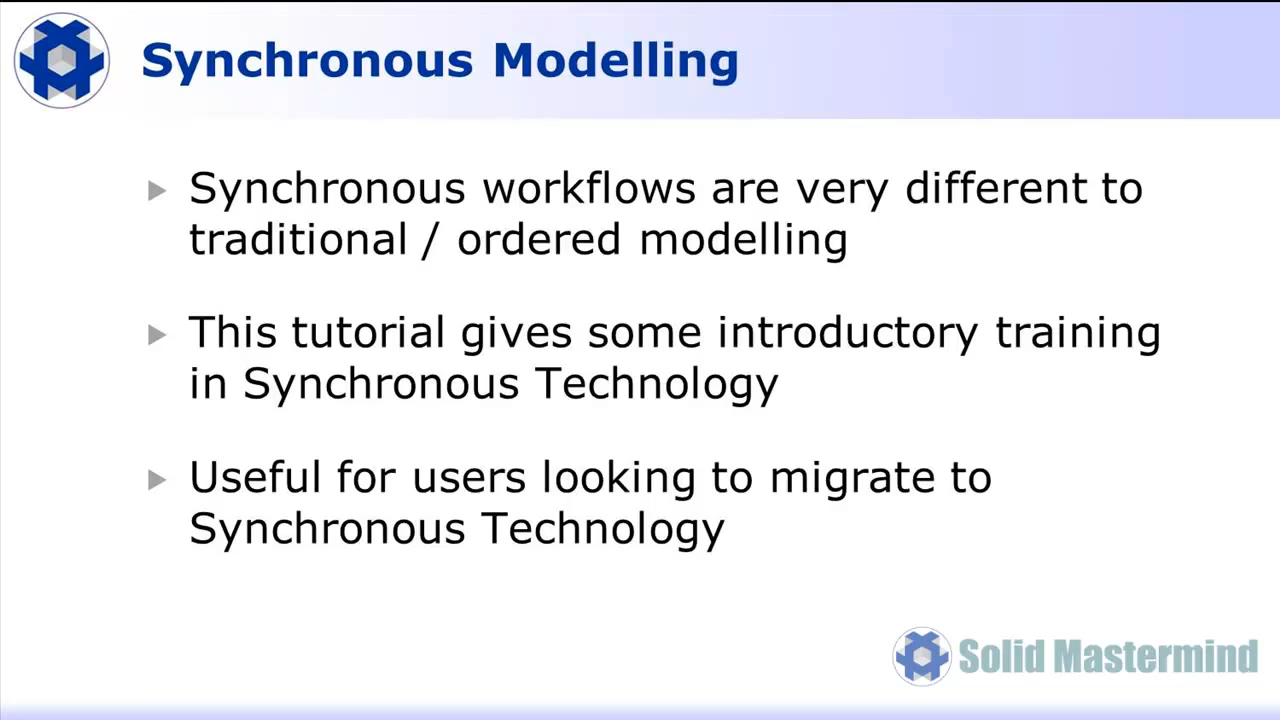 Synchronous Modelling
Synchronous workflows are very different to
traditional / ordered modelling
This tutorial gives some introductory training
in Synchronous Technology
Useful for users looking to migrate to
Synchronous Technology
Solid Mastermind